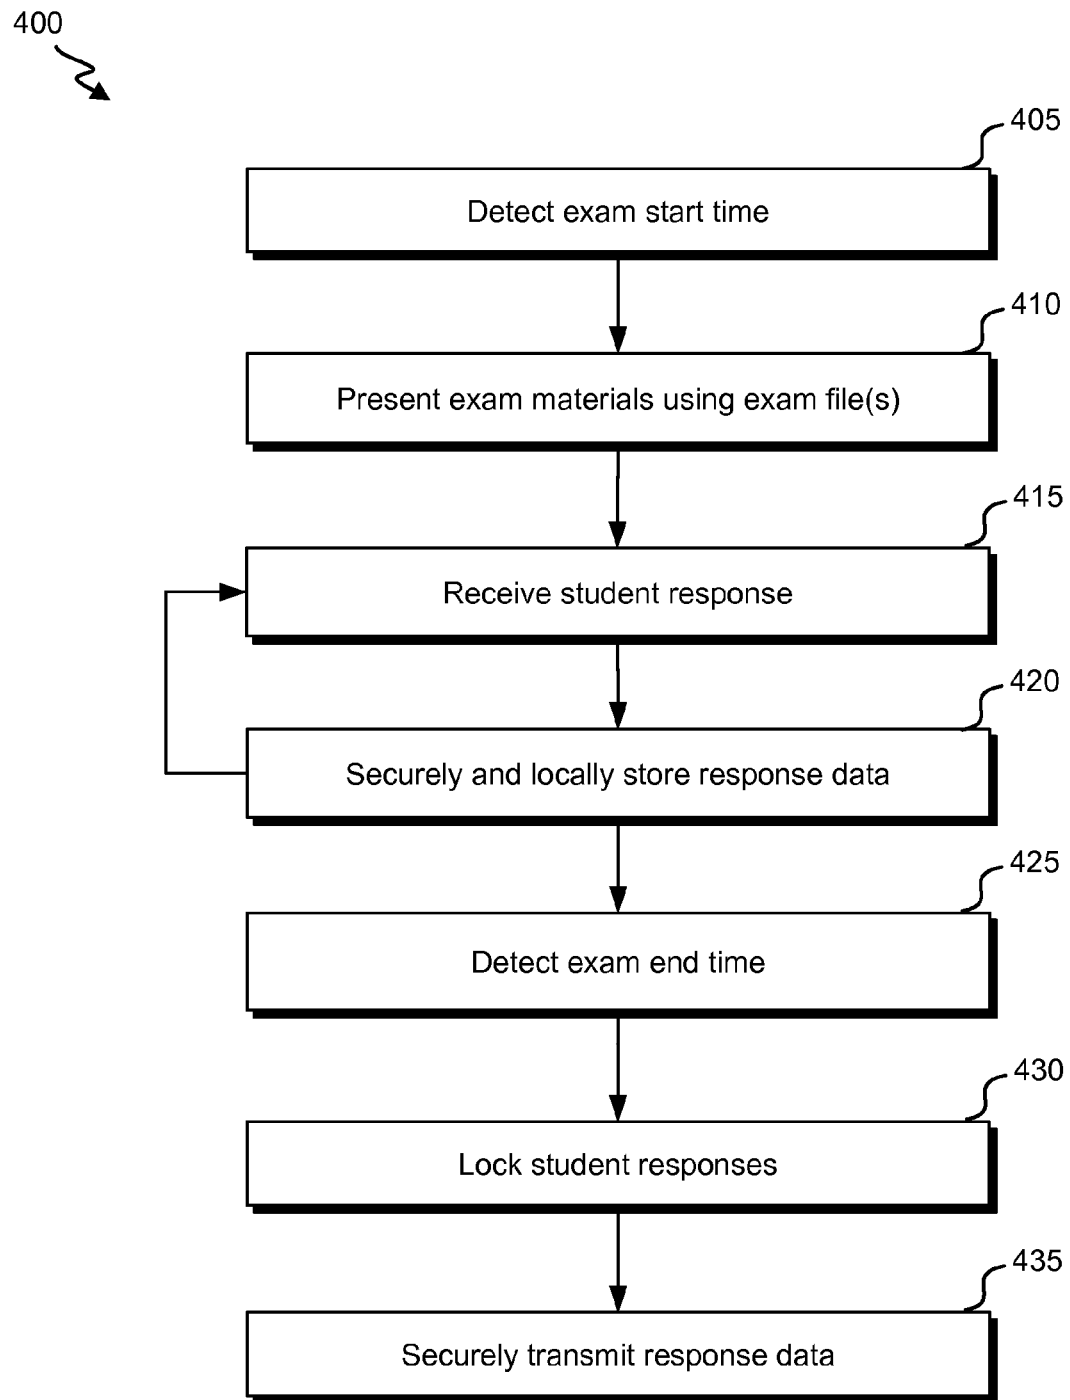 400
405
Detect exam start time
410
Present exam materials using exam file(s)
415
Receive student response
420
Securely and locally store response data
425
Detect exam end time
430
Lock student responses
435
Securely transmit response data